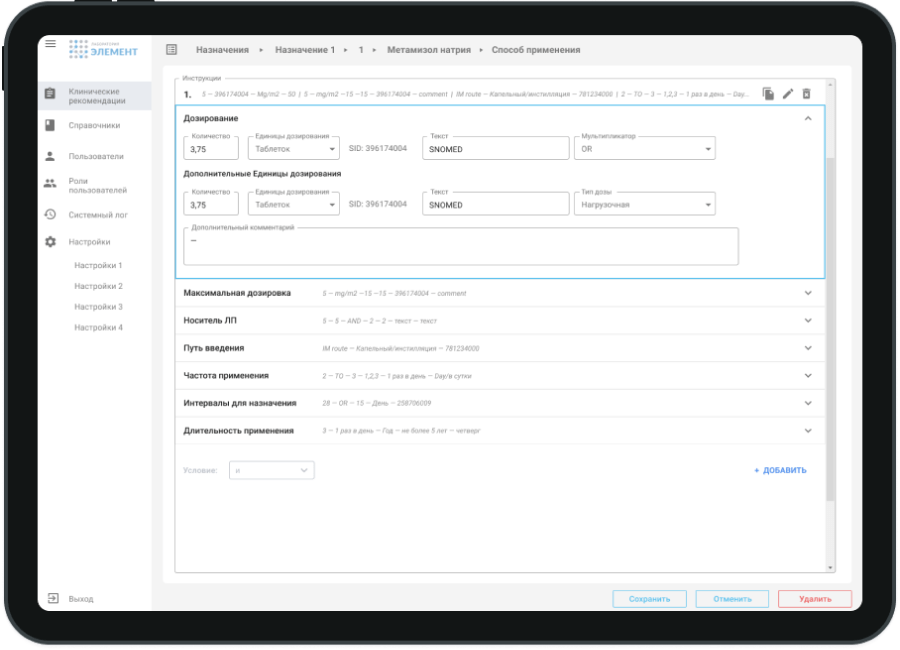 ЛАБОРАТОРИЯ
ЭЛЕМЕНТ
Назначения ▸ Назначение 1 ▸ 1 ▸ Метамизол натрия ▸ Способ применения
Клинические
рекомендации
Справочники
Пользователи
Роли
пользователей
Системный лог
Настройки
Настройки 1
Настройки 2
Настройки 3
Настройки 4
Выход
Инструкции
1. 5 – 396174004 – Mg/m2 – 50 | 5 – mg/m2 –15 –15 – 396174004 – comment | IM route – Капельный/инстилляция – 781234000 | 2 – TO – 3 – 1,2,3 – 1 раз в день – Day...
Дозирование
Количество Единицы дозирования Текст Мультипликатор
3,75 Таблеток SID: 396174004 SNOMED OR
Дополнительные Единицы дозирования
Количество Единицы дозирования Текст Тип дозы
3,75 Таблеток SID: 396174004 SNOMED Нагрузочная
Дополнительный комментарий
–
Максимальная дозировка 5 – mg/m2 –15 –15 – 396174004 – comment
Носитель ЛП 5 – 5 – AND – 2 – 2 – текст – текст
Путь введения IM route – Капельный/инстилляция – 781234000
Частота применения 2 – TO – 3 – 1,2,3 – 1 раз в день – Day/в сутки
Интервалы для назначения 28 – OR – 15 – День – 258706009
Длительность применения 3 – 1 раз в день – Год – не более 5 лет – четверг
Условие: и + ДОБАВИТЬ
Сохранить Отменить Удалить